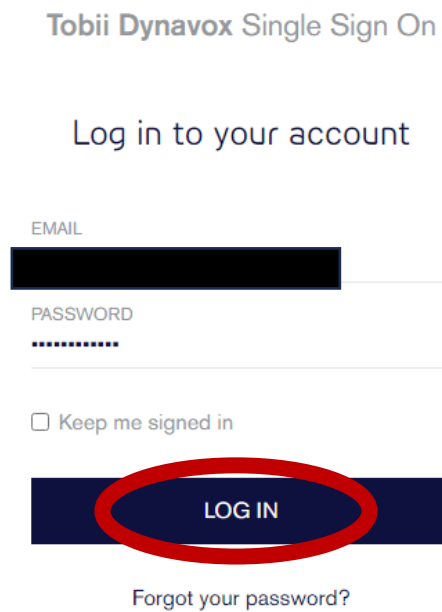 Tobii Dynavox Single Sign On
Log in to your account
EMAIL
PASSWORD
••••••••••••
Keep me signed in
LOG IN
Forgot your password?